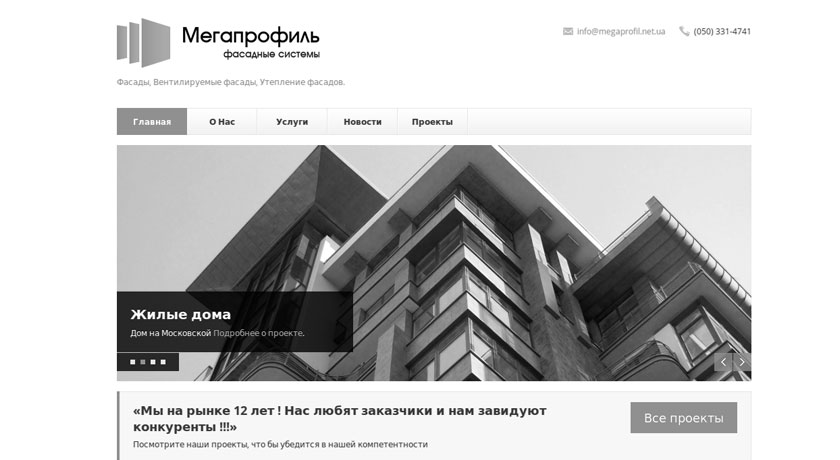 Мегапрофиль
фасадные системы
info@megaprofil.net.ua
(050) 331-4741
Фасады, Вентилируемые фасады, Утепление фасадов.
Главная
О Нас
Услуги
Новости
Проекты
Жилые дома
Дом на Московской Подробнее о проекте.
«Мы на рынке 12 лет ! Нас любят заказчики и нам завидуют
конкуренты !!!»
Все проекты
Посмотрите наши проекты, что бы убедится в нашей компетентности